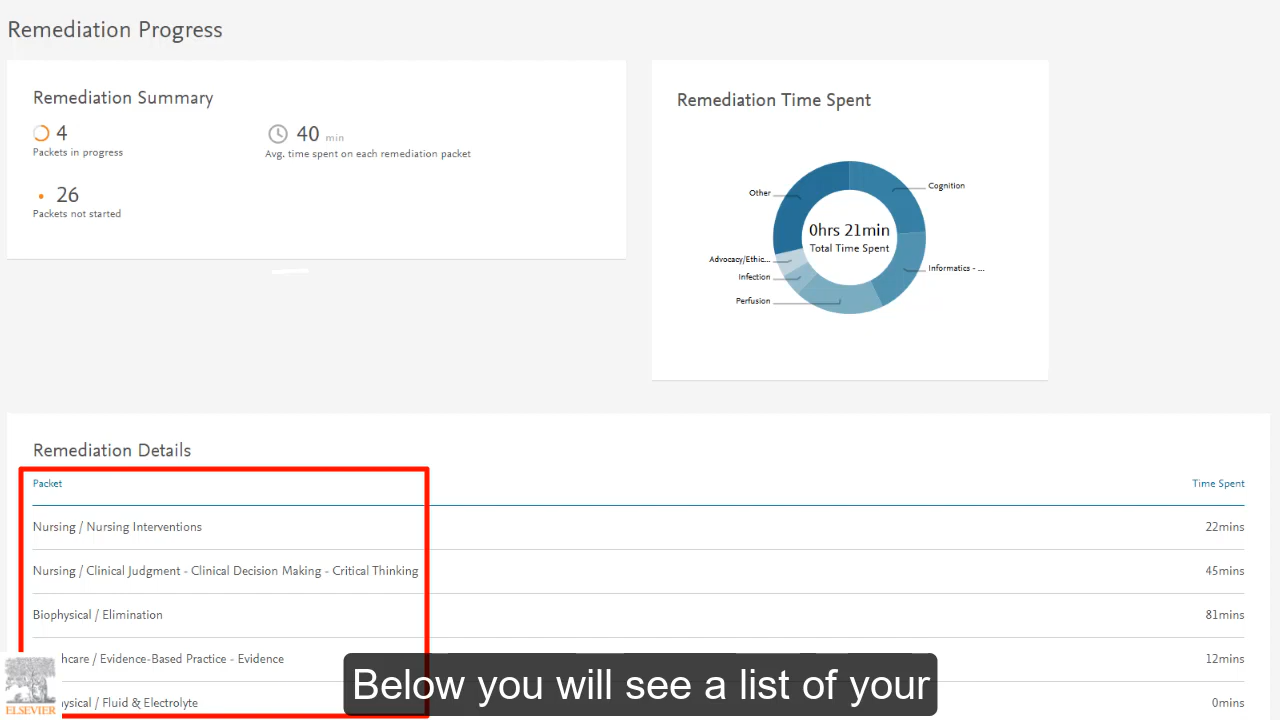 Remediation Progress
Remediation Summary
4
Packets in progress
40 min
Avg. time spent on each remediation packet
26
Packets not started
Remediation Time Spent
Other
Cognition
0hrs 21min
Total Time Spent
Advocacy/Ethic...
Informatics - ...
Infection
Perfusion
Remediation Details
Packet Time Spent
Nursing / Nursing Interventions 22mins
Nursing / Clinical Judgment - Clinical Decision Making - Critical Thinking 45mins
Biophysical / Elimination 81mins
hcare / Evidence-Based Practice - Evidence 12mins
ysical / Fluid & Electrolyte 0mins
ELSEVIER
Below you will see a list of your